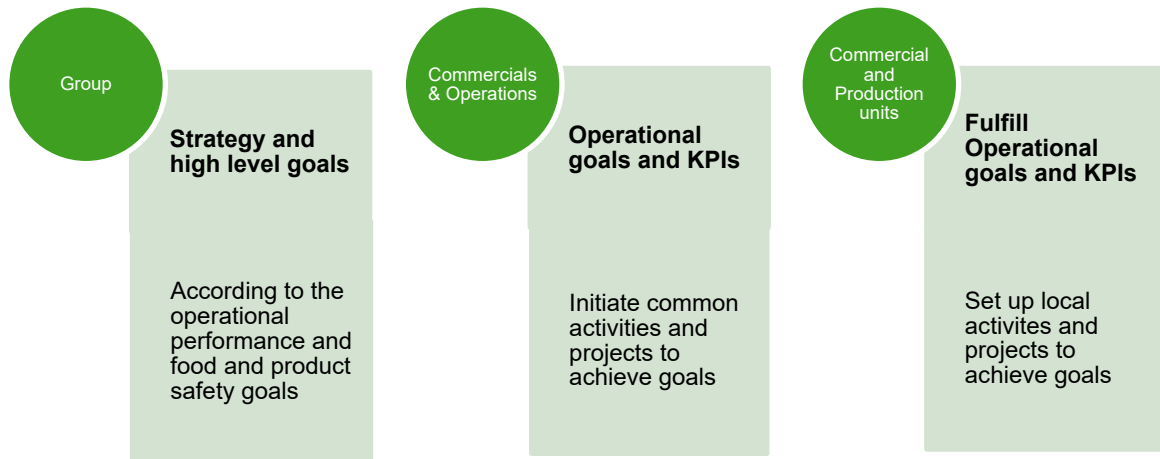 Group
Strategy and
high level goals
According to the
operational
performance and
food and product
safety goals
Commercials
& Operations
Operational
goals and KPIs
Initiate common
activities and
projects to
achieve goals
Commercial
and
Production
units
Fulfill
Operational
goals and KPIs
Set up local
activites and
projects to
achieve goals